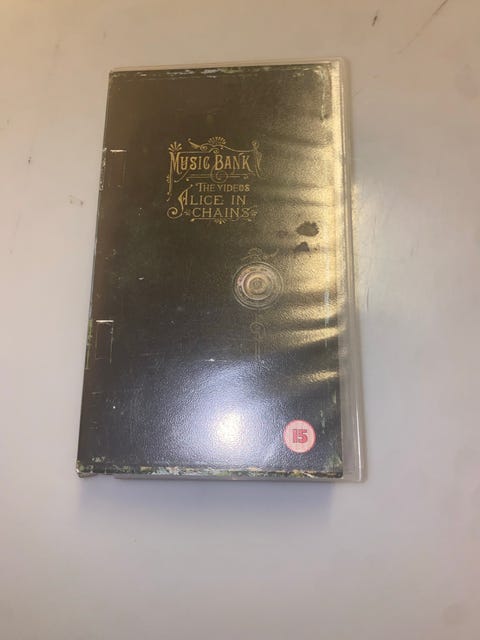 MUSIC BANK
THE VIDEOS
ALICE IN
CHAINS
15